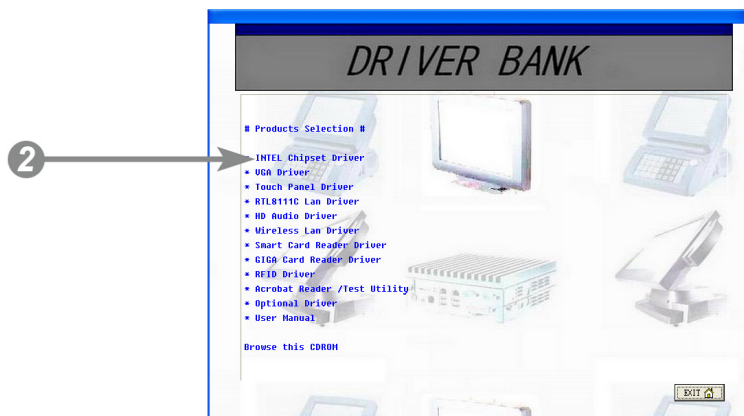 DRIVER BANK
# Products Selection #
2
INTEL Chipset Driver
* VGA Driver
* Touch Panel Driver
* RTL8111C Lan Driver
* HD Audio Driver
* Wireless Lan Driver
* Smart Card Reader Driver
* GIGA Card Reader Driver
* RFID Driver
* Acrobat Reader /Test Utility
* Optional Driver
* User Manual
Browse this CDROM
EXIT